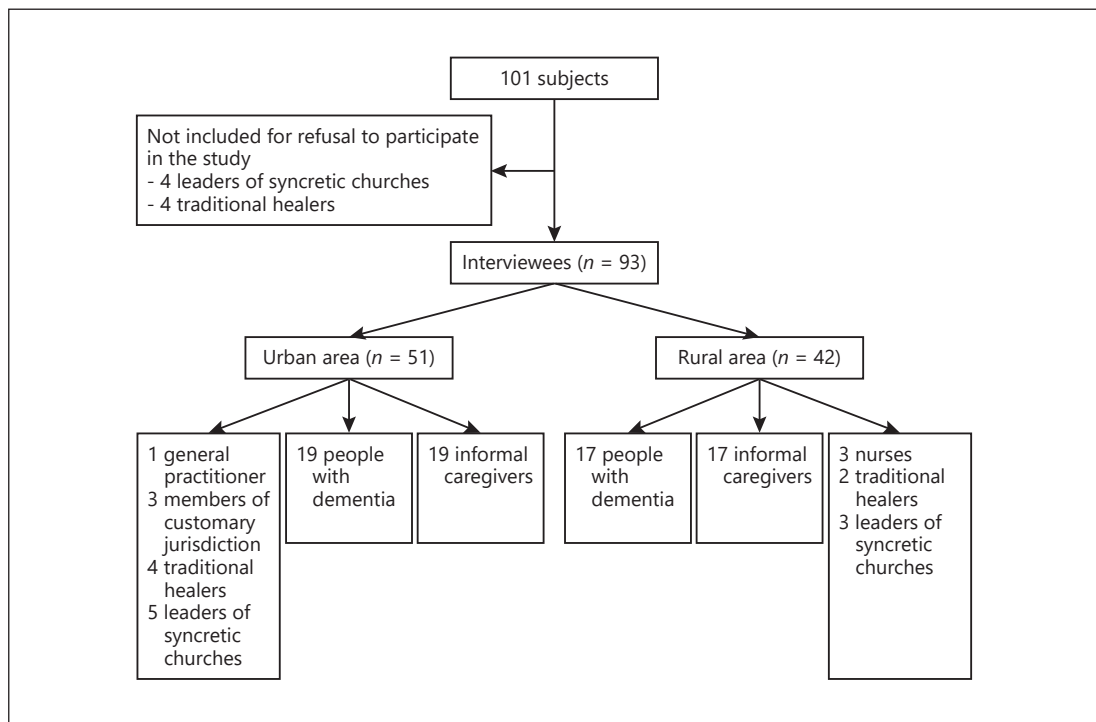 101 subjects
Not included for refusal to participate
in the study
- 4 leaders of syncretic churches
- 4 traditional healers
Interviewees (n = 93)
Urban area (n = 51)
Rural area (n = 42)
1 general
practitioner
3 members of
customary
jurisdiction
4 traditional
healers
5 leaders of
syncretic
churches
19 people
with
dementia
19 informal
caregivers
17 people
with
dementia
17 informal
caregivers
3 nurses
2 traditional
healers
3 leaders of
syncretic
churches